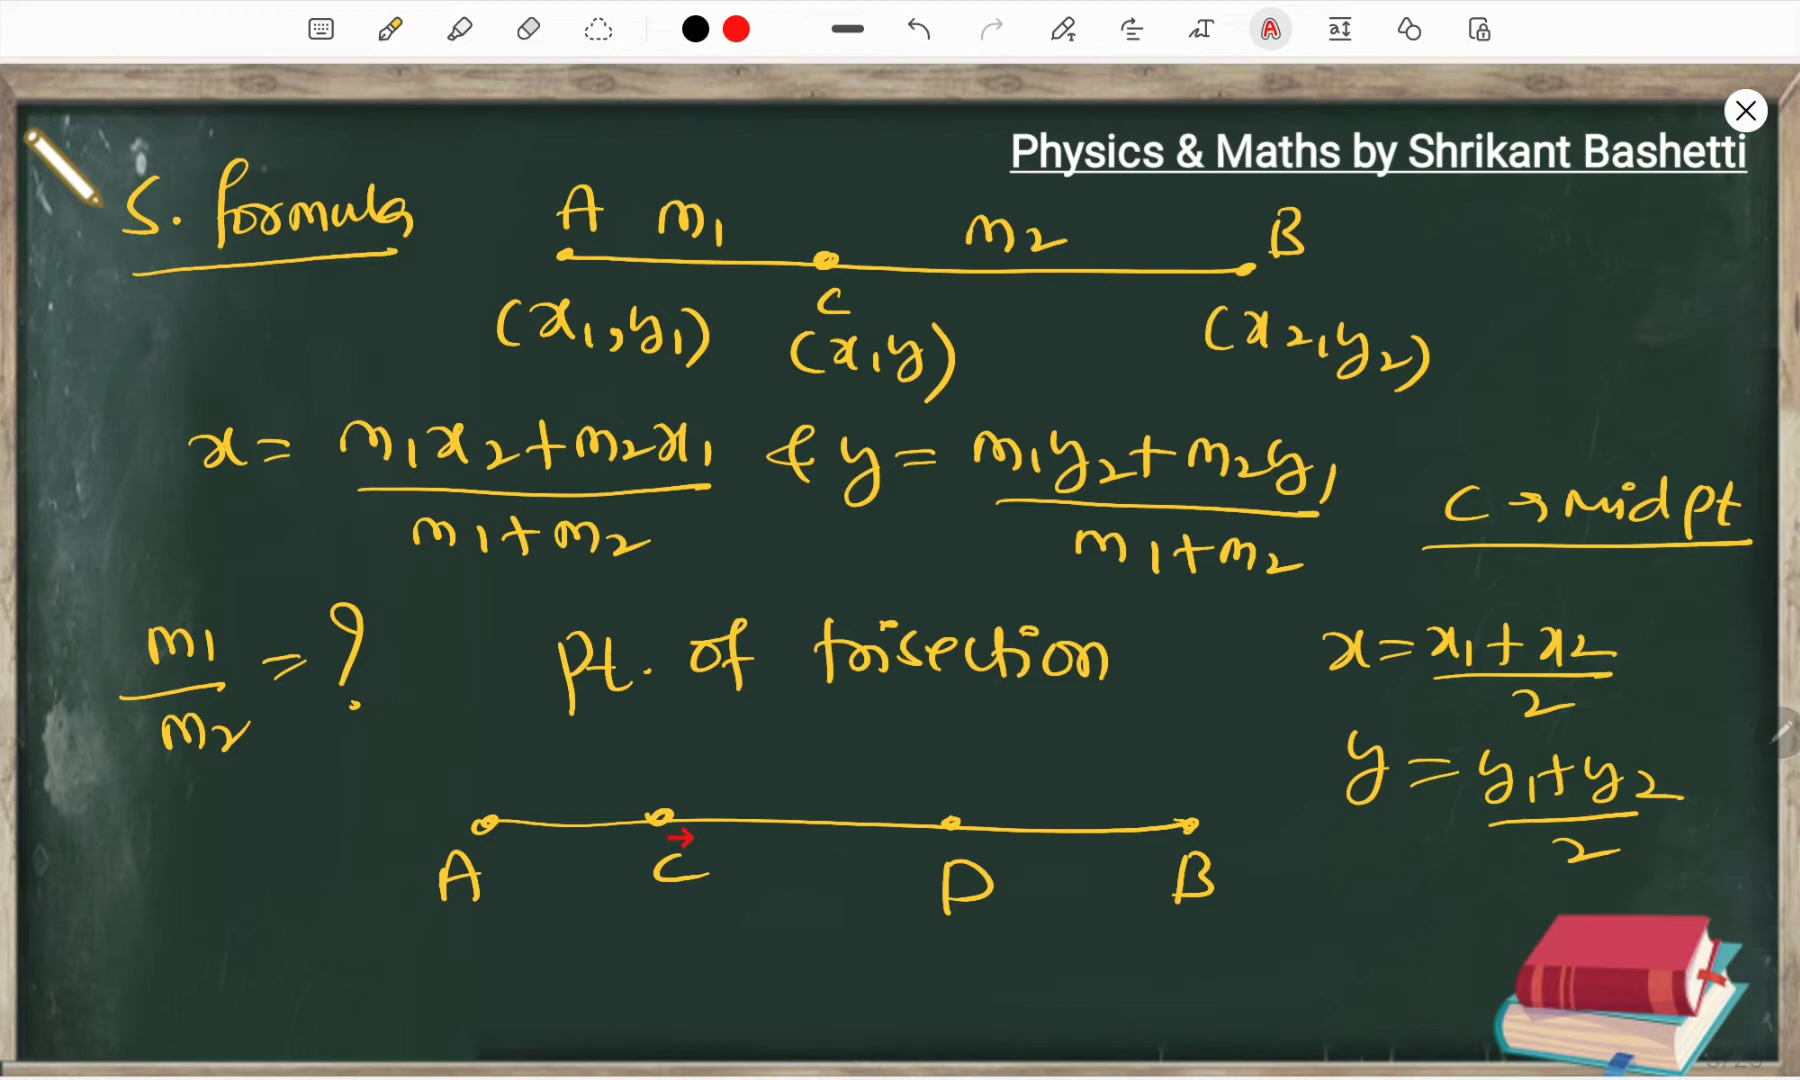 Physics & Maths by Shrikant Bashetti
S. formula
A m1 m2 B
C
(x1,y1) (x,y) (x2,y2)
x = m1x2+m2x1 / m1+m2 & y = m1y2+m2y1 / m1+m2
C → mid pt
m1/m2 = ?
Pt. of trisection
x = x1+x2 / 2
y = y1+y2 / 2
A C D B